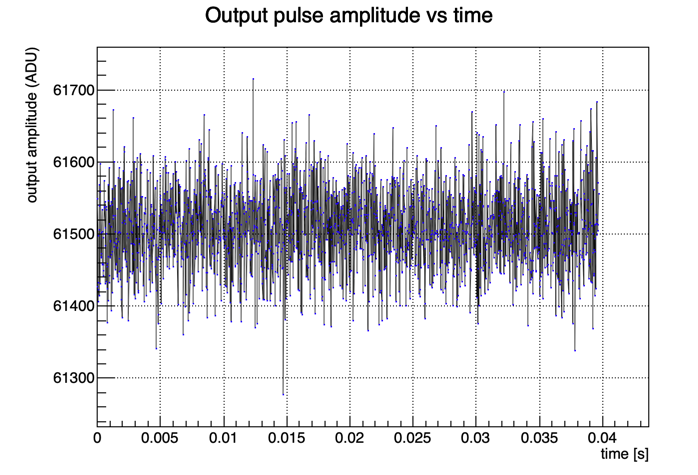 Output pulse amplitude vs time
output amplitude (ADU)
61700
61600
61500
61400
61300
0 0.005 0.01 0.015 0.02 0.025 0.03 0.035 0.04
time [s]